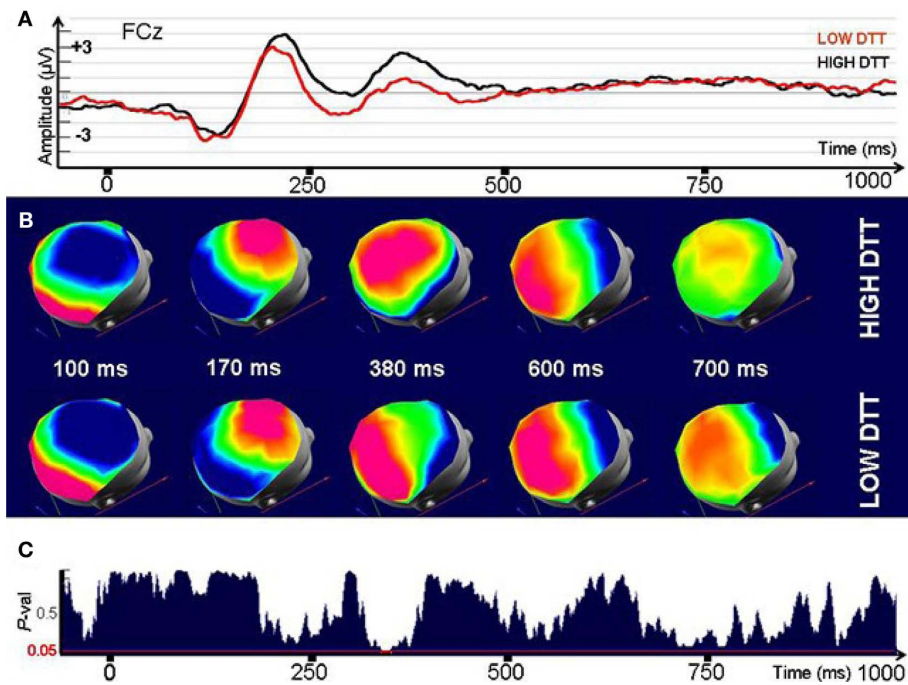 A
FCz
+3
LOW DTT
HIGH DTT
Amplitude (µV)
-3
Time (ms)
0 250 500 750 1000
B
HIGH DTT
100 ms 170 ms 380 ms 600 ms 700 ms
LOW DTT
C
P-val
0.5
0.05
0 250 500 750 Time (ms) 1000